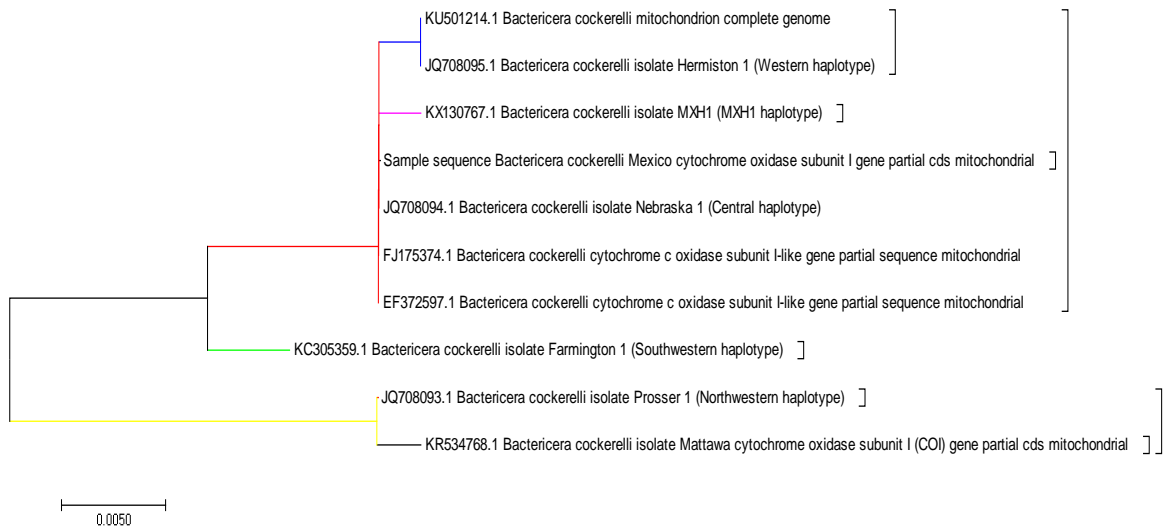 KU501214.1 Bactericera cockerelli mitochondrion complete genome
JQ708095.1 Bactericera cockerelli isolate Hermiston 1 (Western haplotype)
KX130767.1 Bactericera cockerelli isolate MXH1 (MXH1 haplotype)
Sample sequence Bactericera cockerelli Mexico cytochrome oxidase subunit I gene partial cds mitochondrial
JQ708094.1 Bactericera cockerelli isolate Nebraska 1 (Central haplotype)
FJ175374.1 Bactericera cockerelli cytochrome c oxidase subunit I-like gene partial sequence mitochondrial
EF372597.1 Bactericera cockerelli cytochrome c oxidase subunit I-like gene partial sequence mitochondrial
KC305359.1 Bactericera cockerelli isolate Farmington 1 (Southwestern haplotype)
JQ708093.1 Bactericera cockerelli isolate Prosser 1 (Northwestern haplotype)
KR534768.1 Bactericera cockerelli isolate Mattawa cytochrome oxidase subunit I (COI) gene partial cds mitochondrial
0.0050